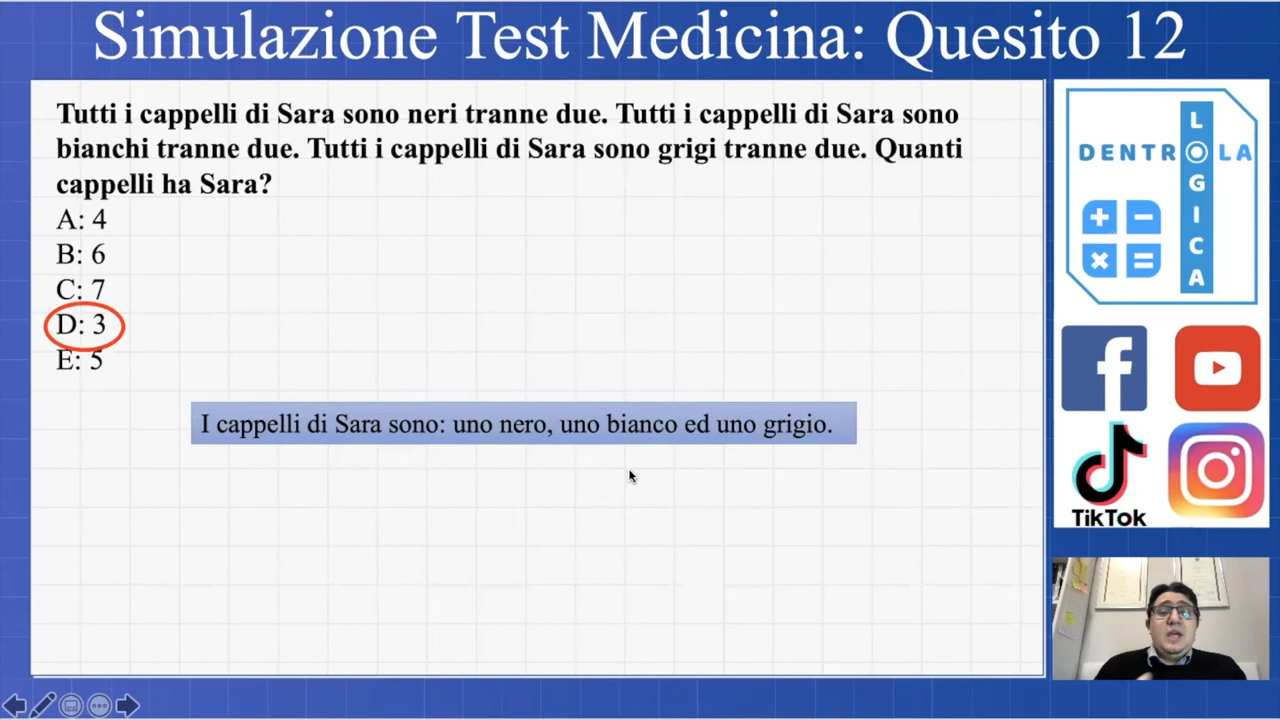 Simulazione Test Medicina: Quesito 12
Tutti i cappelli di Sara sono neri tranne due. Tutti i cappelli di Sara sono
bianchi tranne due. Tutti i cappelli di Sara sono grigi tranne due. Quanti
cappelli ha Sara?
A: 4
B: 6
C: 7
D: 3
E: 5
I cappelli di Sara sono: uno nero, uno bianco ed uno grigio.
DENTRO LA
LOGICA
TikTok